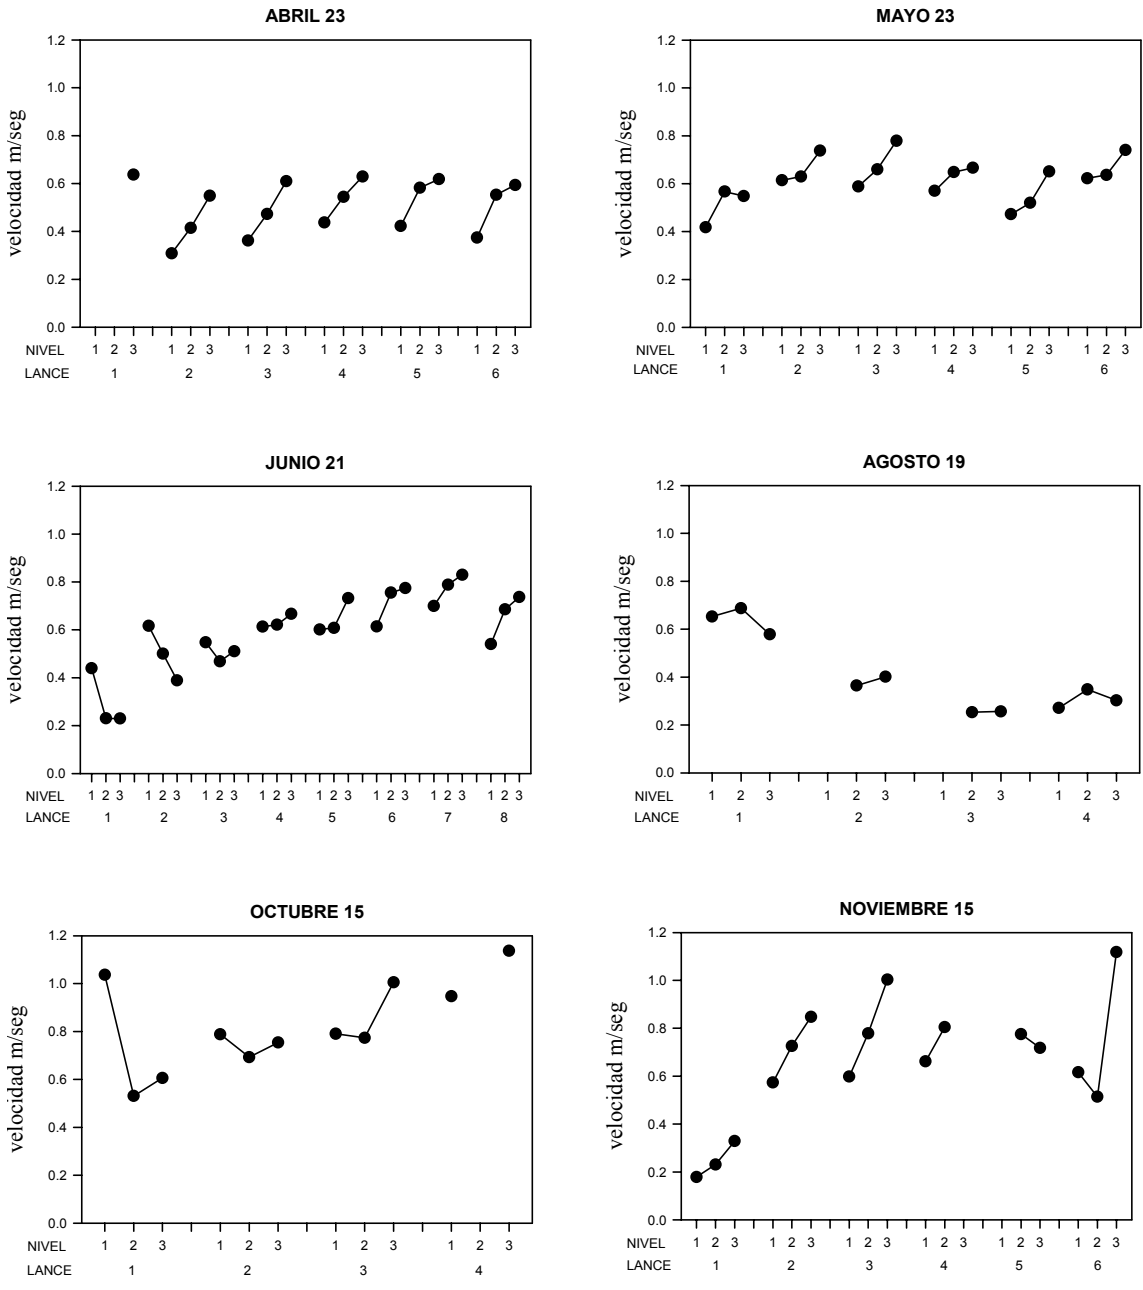 ABRIL 23
1.2
1.0
0.8
0.6
0.4
0.2
0.0
velocidad m/seg
NIVEL 1 2 3 1 2 3 1 2 3 1 2 3 1 2 3 1 2 3
LANCE 1 2 3 4 5 6
MAYO 23
1.2
1.0
0.8
0.6
0.4
0.2
0.0
velocidad m/seg
NIVEL 1 2 3 1 2 3 1 2 3 1 2 3 1 2 3 1 2 3
LANCE 1 2 3 4 5 6
JUNIO 21
1.2
1.0
0.8
0.6
0.4
0.2
0.0
velocidad m/seg
NIVEL 1 2 3 1 2 3 1 2 3 1 2 3 1 2 3 1 2 3 1 2 3 1 2 3
LANCE 1 2 3 4 5 6 7 8
AGOSTO 19
1.2
1.0
0.8
0.6
0.4
0.2
0.0
velocidad m/seg
NIVEL 1 2 3 1 2 3 1 2 3 1 2 3
LANCE 1 2 3 4
OCTUBRE 15
1.2
1.0
0.8
0.6
0.4
0.2
0.0
velocidad m/seg
NIVEL 1 2 3 1 2 3 1 2 3 1 2 3
LANCE 1 2 3 4
NOVIEMBRE 15
1.2
1.0
0.8
0.6
0.4
0.2
0.0
velocidad m/seg
NIVEL 1 2 3 1 2 3 1 2 3 1 2 3 1 2 3 1 2 3
LANCE 1 2 3 4 5 6